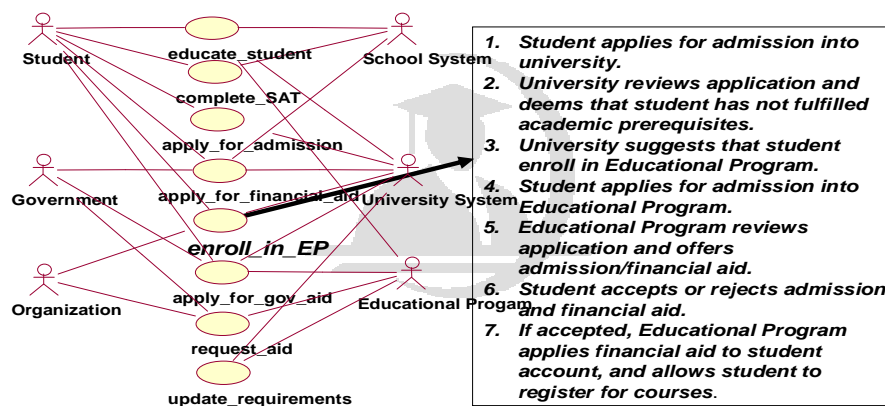 educate_student
Student
School System
complete_SAT
apply_for_admission
Government
apply_for_financial_aid
University System
enroll_in_EP
Organization
apply_for_gov_aid
Educational Progam
request_aid
update_requirements
1. Student applies for admission into
university.
2. University reviews application and
deems that student has not fulfilled
academic prerequisites.
3. University suggests that student
enroll in Educational Program.
4. Student applies for admission into
Educational Program.
5. Educational Program reviews
application and offers
admission/financial aid.
6. Student accepts or rejects admission
and financial aid.
7. If accepted, Educational Program
applies financial aid to student
account, and allows student to
register for courses.